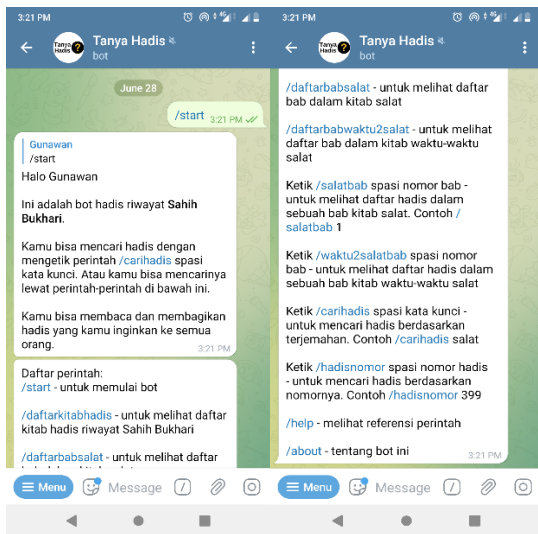 3:21 PM
4G
Tanya Hadis
Tanya
Hadis
?
bot
June 28
/start 3:21 PM
Gunawan
/start
Halo Gunawan
Ini adalah bot hadis riwayat Sahih
Bukhari.
Kamu bisa mencari hadis dengan
mengetik perintah /carihadis spasi
kata kunci. Atau kamu bisa mencarinya
lewat perintah-perintah di bawah ini.
Kamu bisa membaca dan membagikan
hadis yang kamu inginkan ke semua
orang.
3:21 PM
Daftar perintah:
/start - untuk memulai bot
/daftarkitabhadis - untuk melihat daftar
kitab hadis riwayat Sahih Bukhari
/daftarbabsalat - untuk melihat daftar
Menu
Message
3:21 PM
4G
Tanya Hadis
Tanya
Hadis
?
bot
/daftarbabsalat - untuk melihat daftar
bab dalam kitab salat
/daftarbabwaktu2salat - untuk melihat
daftar bab dalam kitab waktu-waktu
salat
Ketik /salatbab spasi nomor bab -
untuk melihat daftar hadis dalam
sebuah bab kitab salat. Contoh /
salatbab 1
Ketik /waktu2salatbab spasi nomor
bab - untuk melihat daftar hadis dalam
sebuah bab kitab waktu-waktu salat
Ketik /carihadis spasi kata kunci -
untuk mencari hadis berdasarkan
terjemahan. Contoh /carihadis salat
Ketik /hadisnomor spasi nomor hadis
- untuk mencari hadis berdasarkan
nomornya. Contoh /hadisnomor 399
/help - melihat referensi perintah
/about - tentang bot ini
3:21 PM
Menu
Message